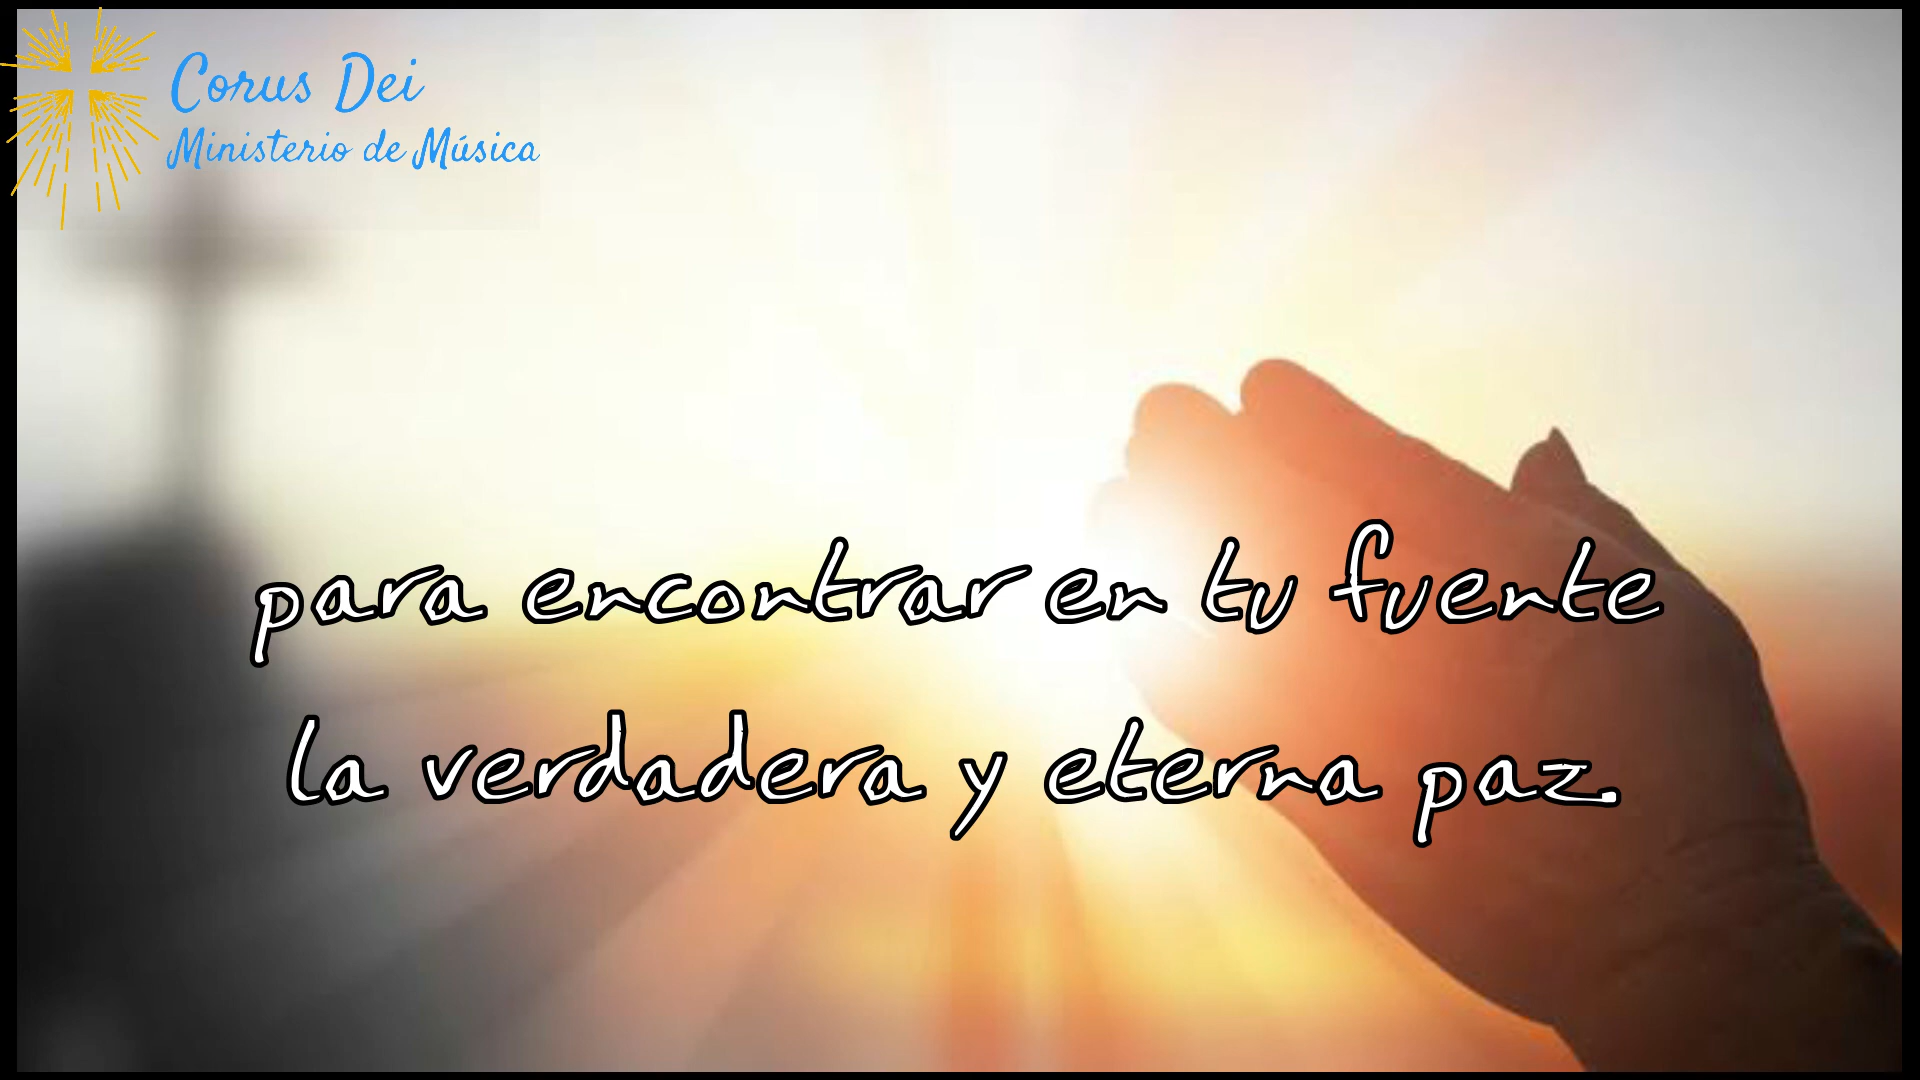 Corus Dei
Ministerio de Música
para encontrar en tu fuente
la verdadera y eterna paz.